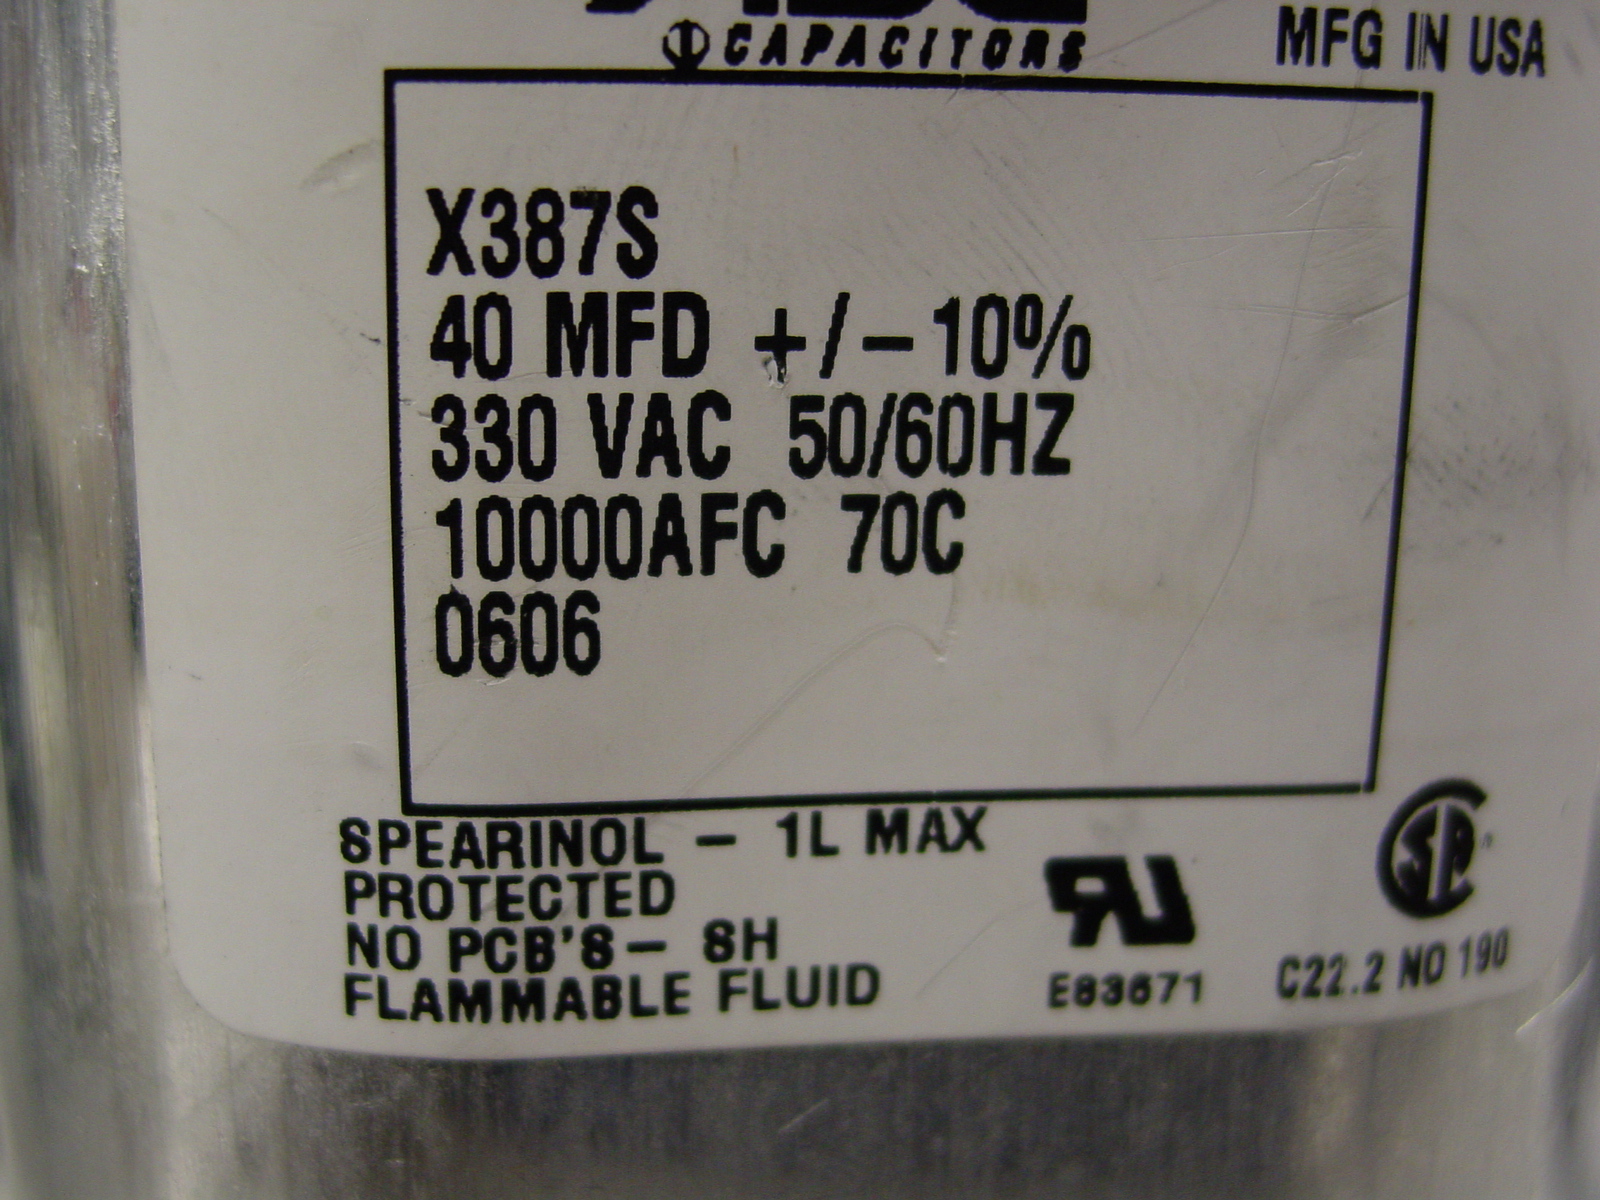 CAPACITORS
MFG IN USA
X387S
40 MFD +/-10%
330 VAC 50/60HZ
10000AFC 70C
0606
SPEARINOL - 1L MAX
PROTECTED
NO PCB'S - SH
FLAMMABLE FLUID
E83671
C22.2 NO 190